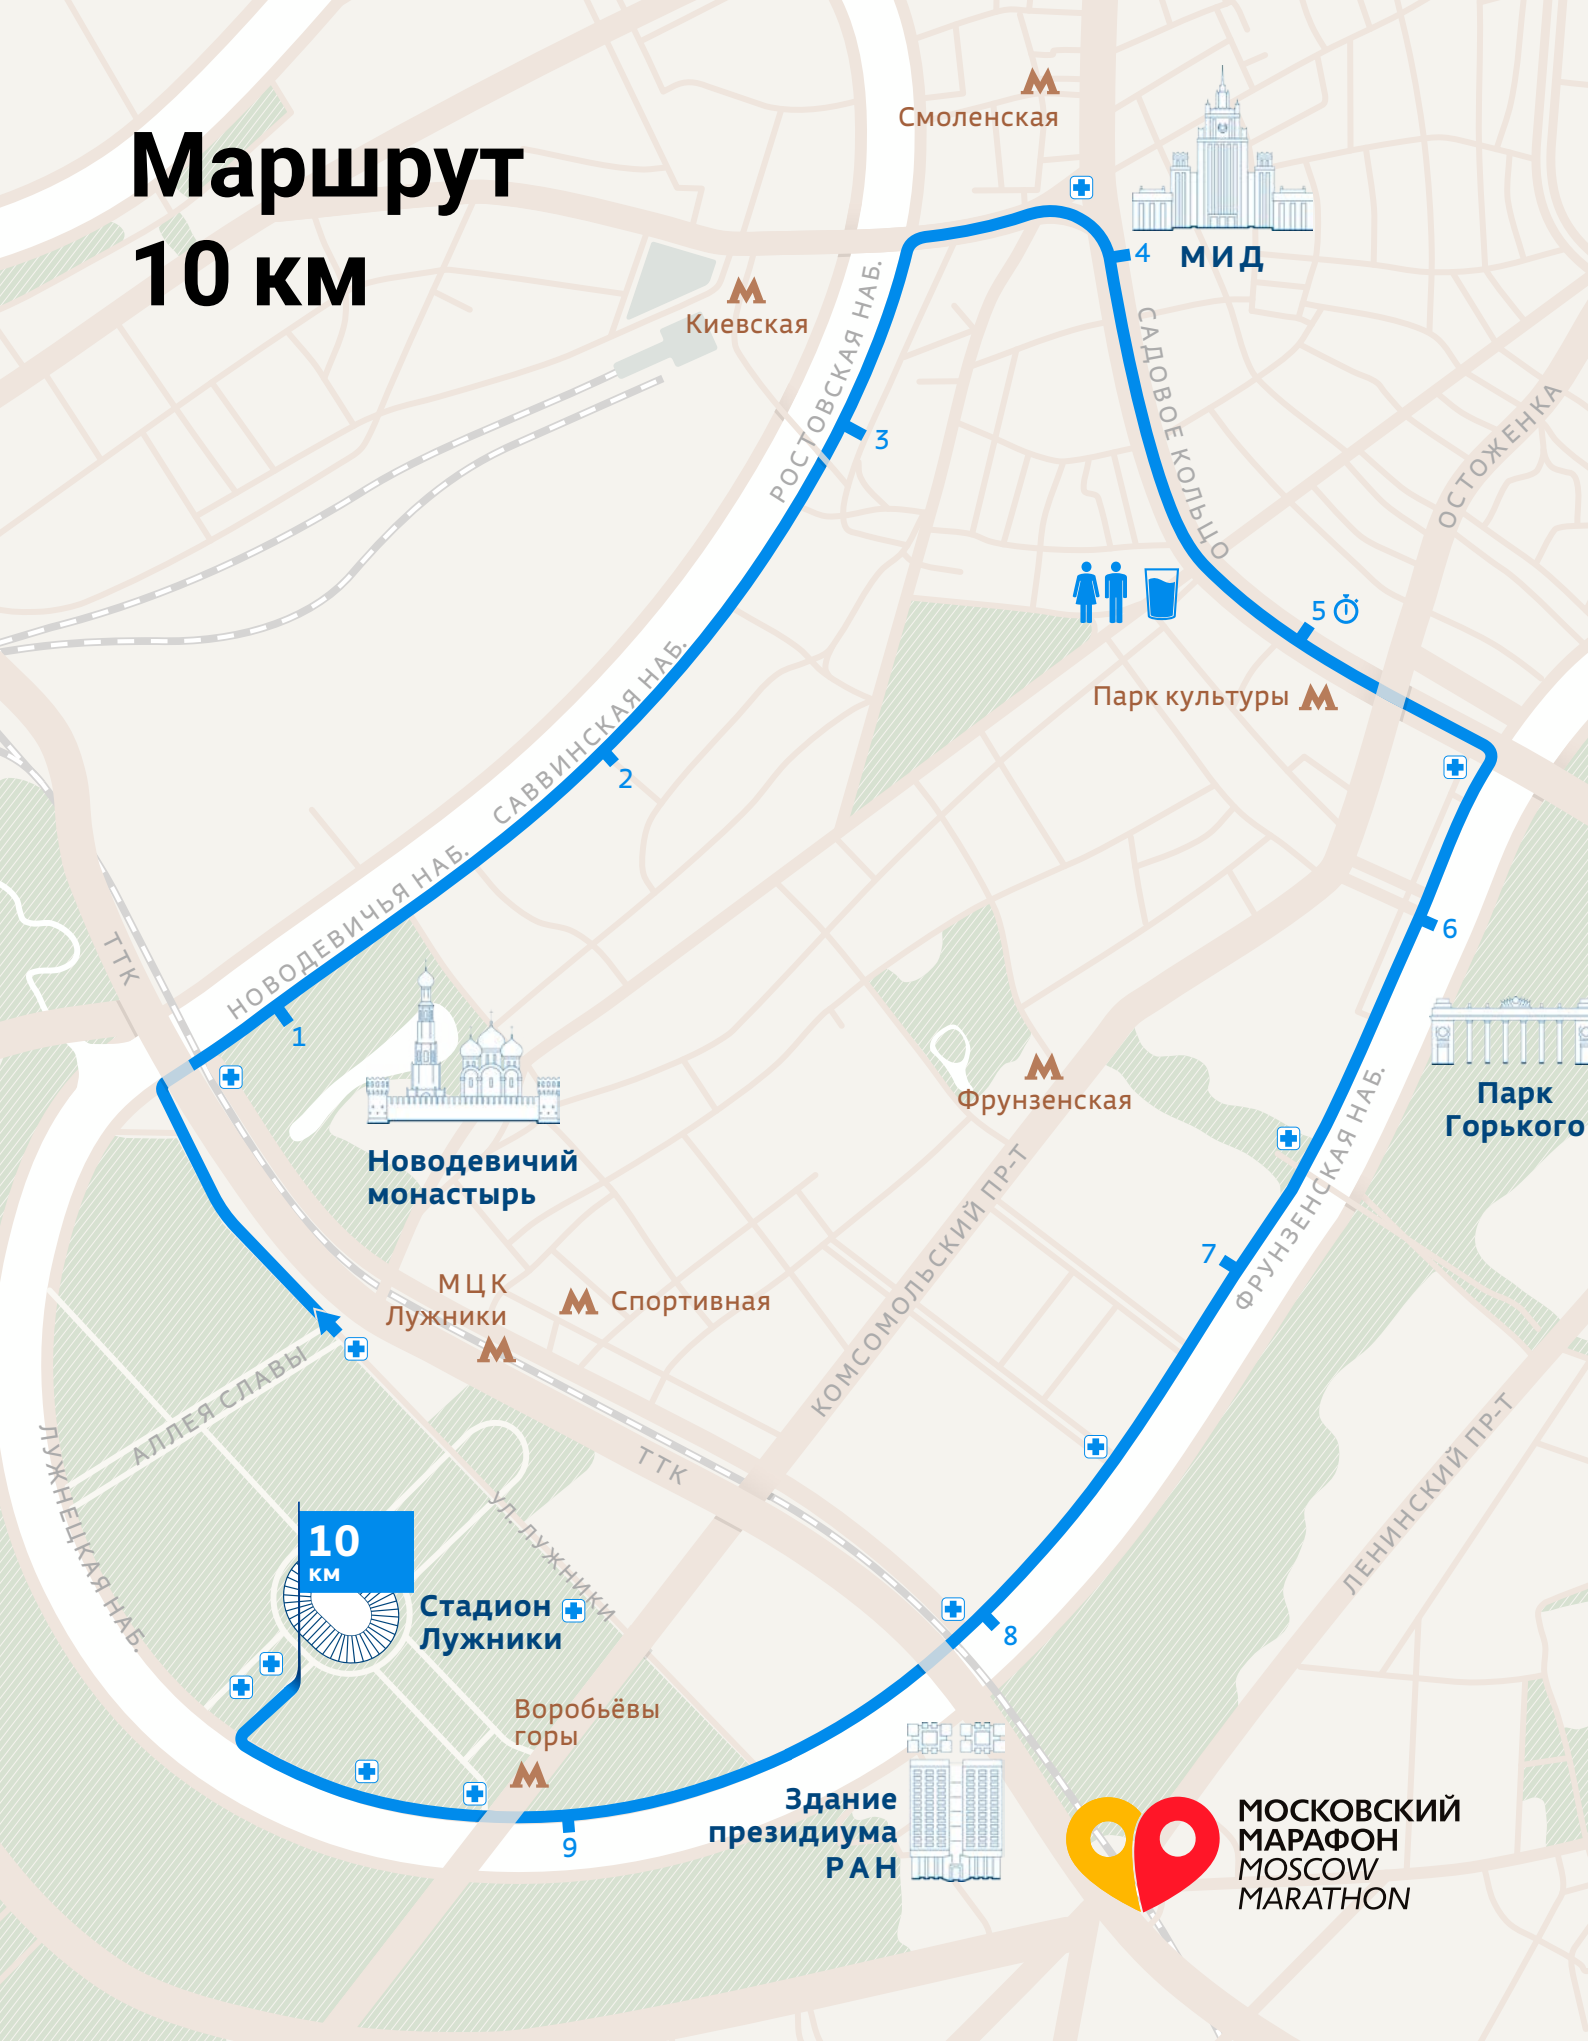 Маршрут
10 км
Смоленская
МИД
4
Киевская
РОСТОВСКАЯ НАБ.
САДОВОЕ КОЛЬЦО
3
ОСТОЖЕНКА
5
Парк культуры
САВВИНСКАЯ НАБ.
2
НОВОДЕВИЧЬЯ НАБ.
6
ТТК
1
Парк
Горького
Фрунзенская
Новодевичий
монастырь
ФРУНЗЕНСКАЯ НАБ.
7
КОМСОМОЛЬСКИЙ ПР-Т
МЦК
Лужники
Спортивная
АЛЛЕЯ СЛАВЫ
ЛУЖНЕЦКАЯ НАБ.
ТТК
ЛЕНИНСКИЙ ПР-Т
УЛ. ЛУЖНИКИ
10
км
Стадион
Лужники
8
Воробьёвы
горы
9
Здание
президиума
РАН
МОСКОВСКИЙ
МАРАФОН
MOSCOW
MARATHON